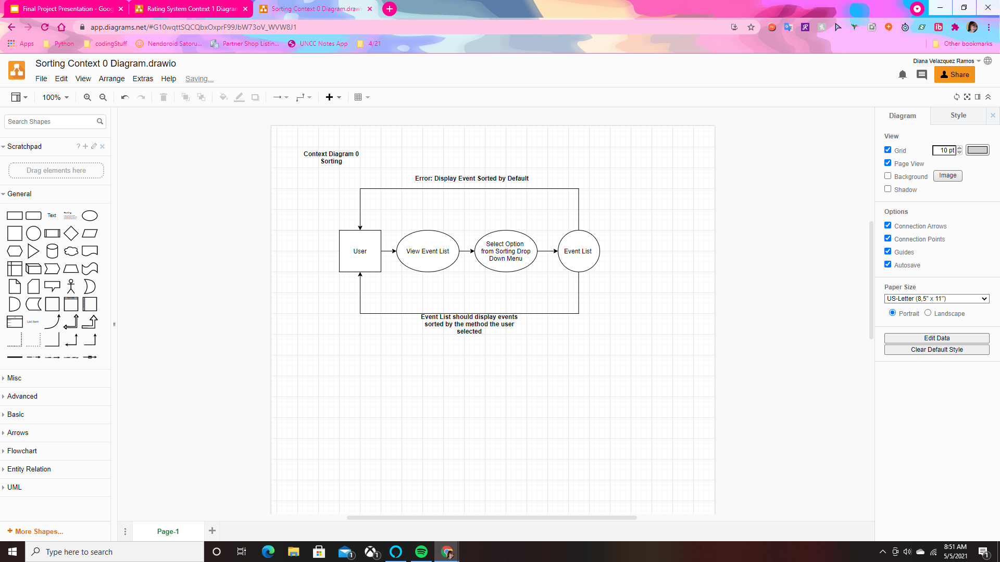 Final Project Presentation - Goog
Rating System Context 1 Diagram
Sorting Context 0 Diagram.drawi
app.diagrams.net/#G10wqttSQCQbxOxprF99JbW73oV_WVW8J1
Apps
Python
codingStuff
Nendoroid Satoru...
Partner Shop Listin...
UNCC Notes App
4/21
Other bookmarks
Sorting Context 0 Diagram.drawio
Diana Velazquez Ramos
File Edit View Arrange Extras Help Saving...
Share
100%
Search Shapes
Scratchpad
?
Drag elements here
General
Text
Heading
List Item
Misc
Advanced
Basic
Arrows
Flowchart
Entity Relation
UML
+ More Shapes...
Context Diagram 0
Sorting
Error: Display Event Sorted by Default
User
View Event List
Select Option
from Sorting Drop
Down Menu
Event List
Event List should display events
sorted by the method the user
selected
Page-1
Diagram
Style
View
Grid
10 pt
Page View
Background
Image
Shadow
Options
Connection Arrows
Connection Points
Guides
Autosave
Paper Size
US-Letter (8,5" x 11")
Portrait
Landscape
Edit Data
Clear Default Style
Type here to search
1
1
8:51 AM
5/5/2021
1